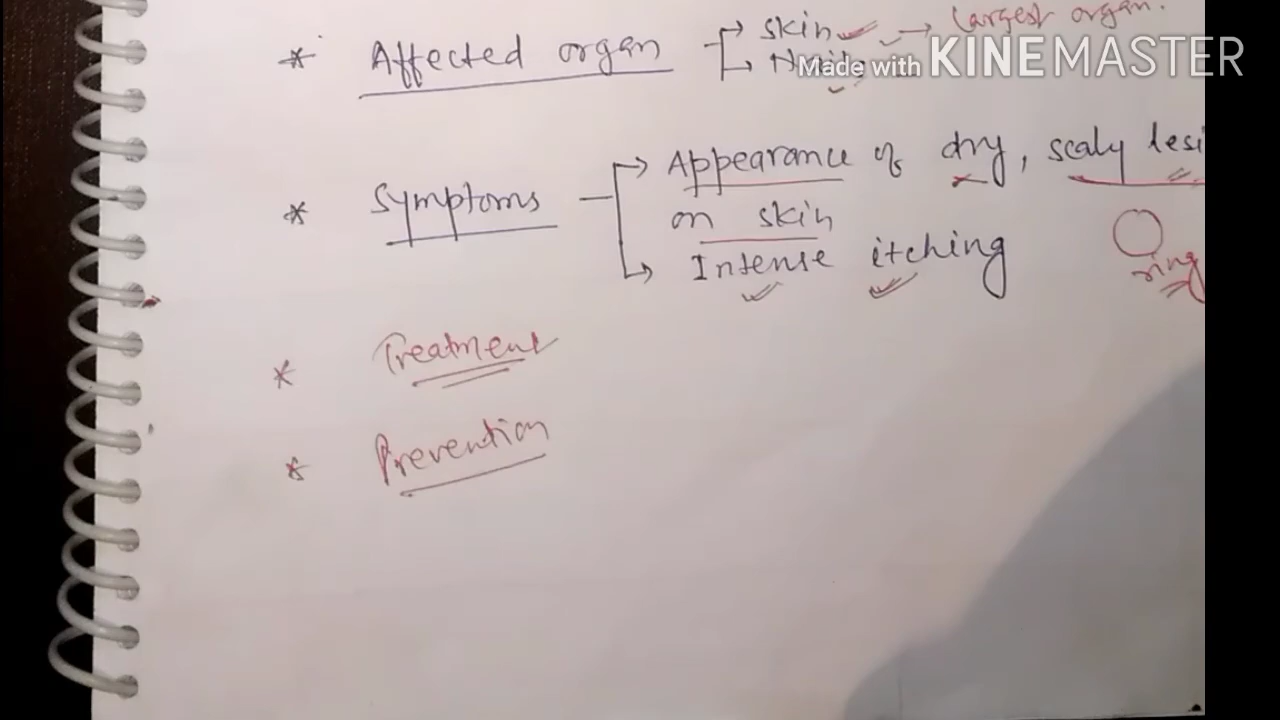 * Affected organ → skin → largest organ.
→
Made with KINEMASTER
* Symptoms → Appearance of dry, scaly lesi
on skin
→ Intense itching
ring
* Treatment
* Prevention